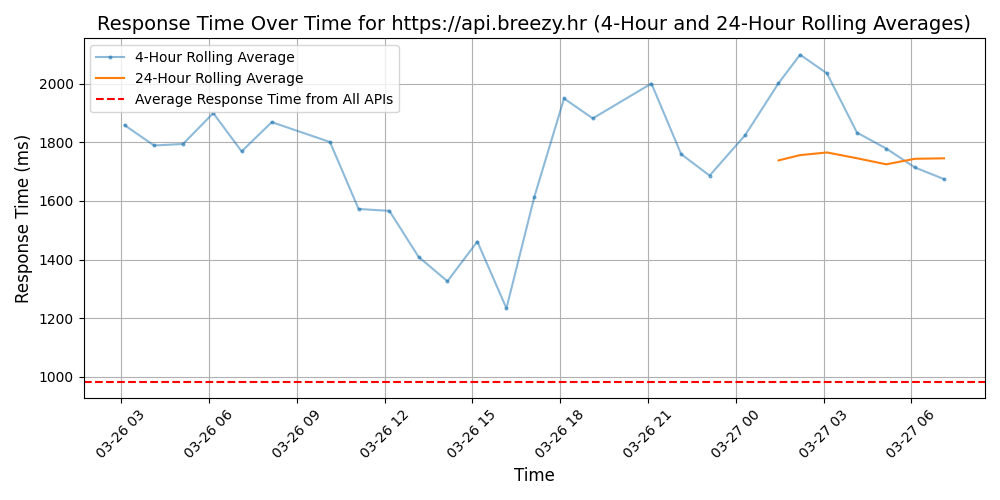 Response Time Over Time for https://api.breezy.hr (4-Hour and 24-Hour Rolling Averages)
4-Hour Rolling Average
24-Hour Rolling Average
Average Response Time from All APIs
Response Time (ms)
2000
1800
1600
1400
1200
1000
03-26 03
03-26 06
03-26 09
03-26 12
03-26 15
03-26 18
03-26 21
03-27 00
03-27 03
03-27 06
Time